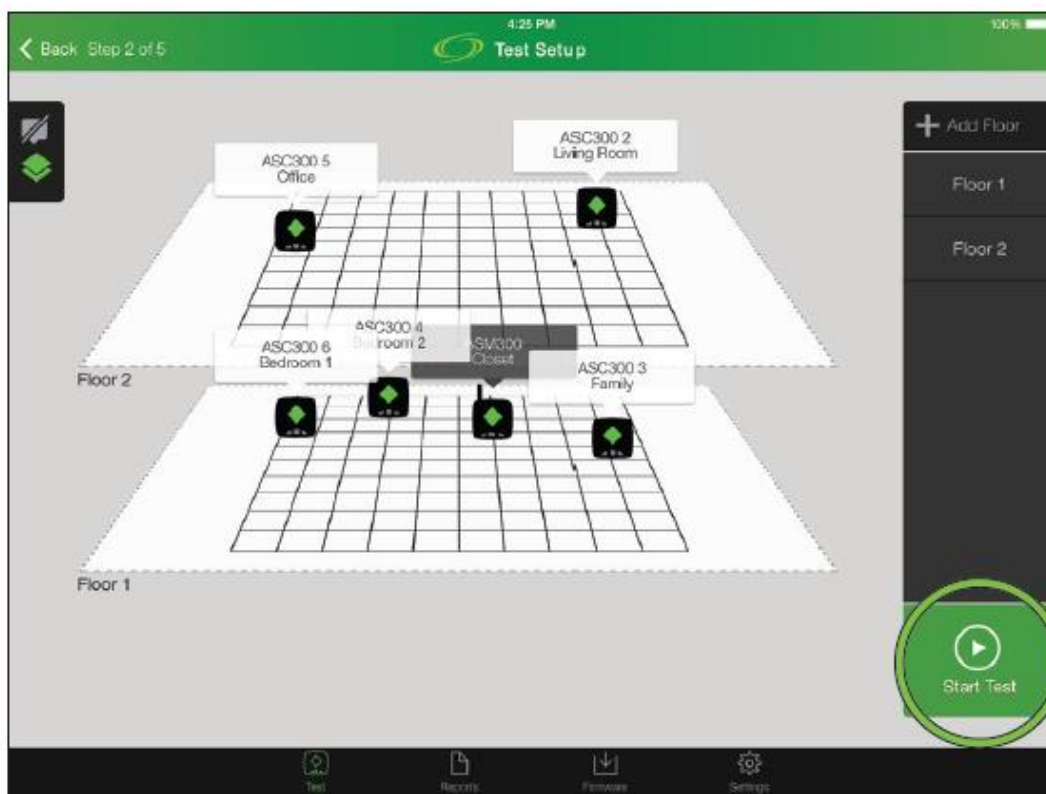 4:25 PM
100%
Back Step 2 of 5
Test Setup
Add Floor
Floor 1
Floor 2
ASC300 2
Living Room
ASC300 5
Office
ASC300 4
Bedroom 2
ASM300
Closet
ASC300 6
Bedroom 1
ASC300 3
Family
Floor 2
Floor 1
Start Test
Test
Reports
Firmware
Settings